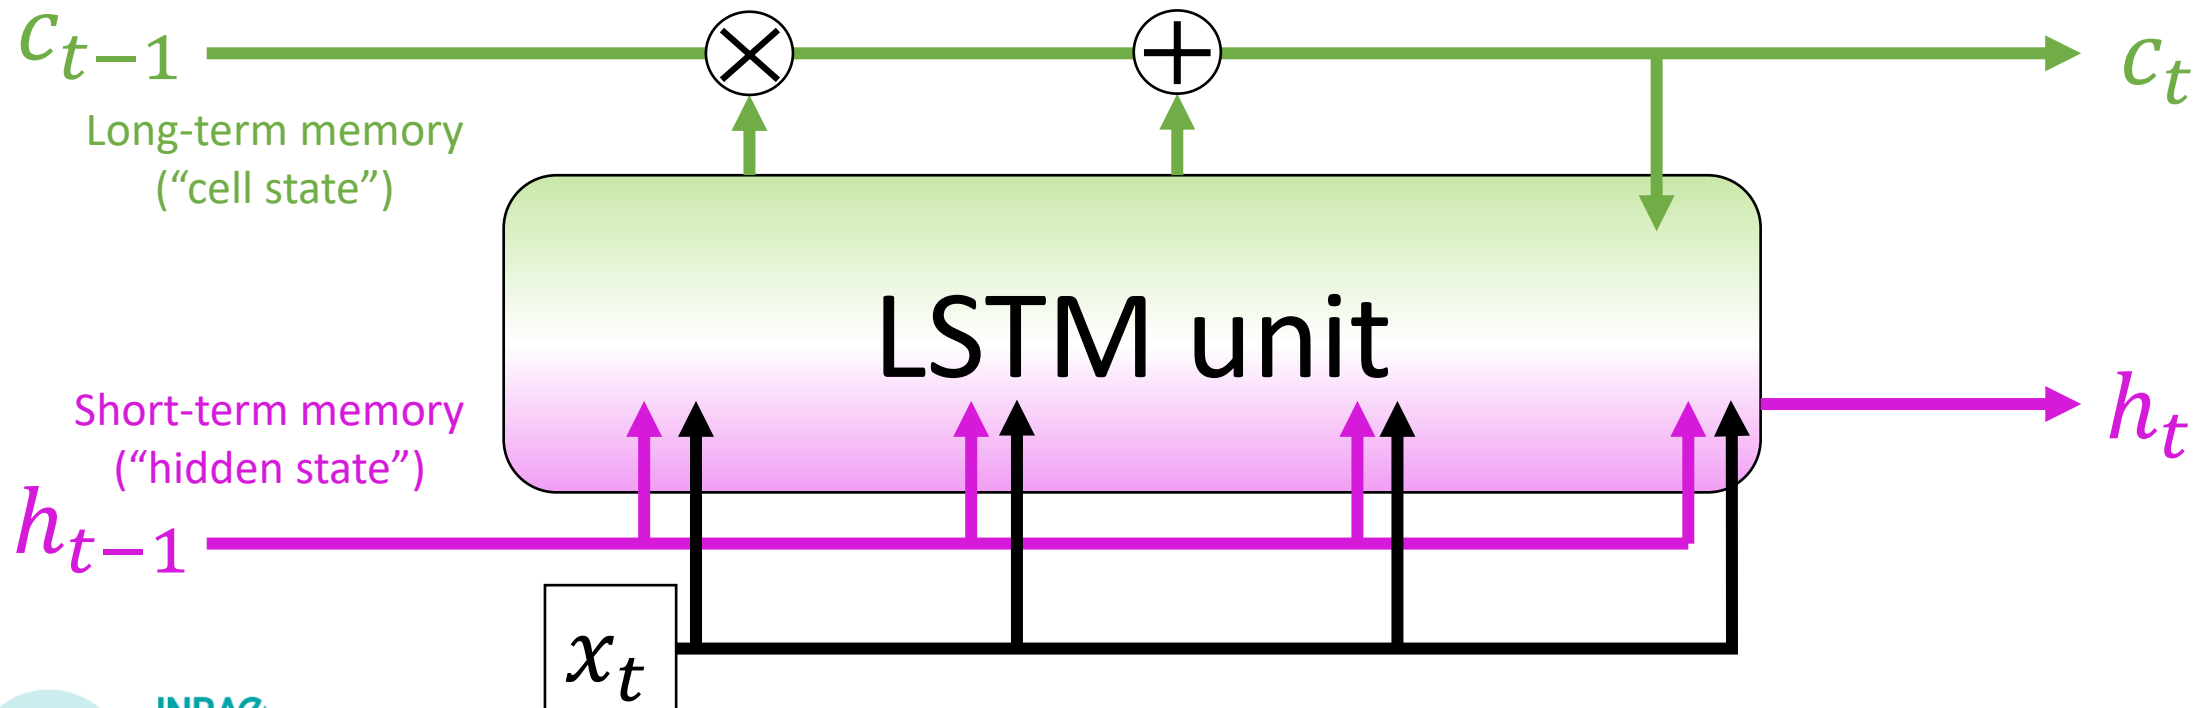 c_{t−1}
c_t
Long-term memory
(“cell state”)
LSTM unit
Short-term memory
(“hidden state”)
h_t
h_{t−1}
x_t